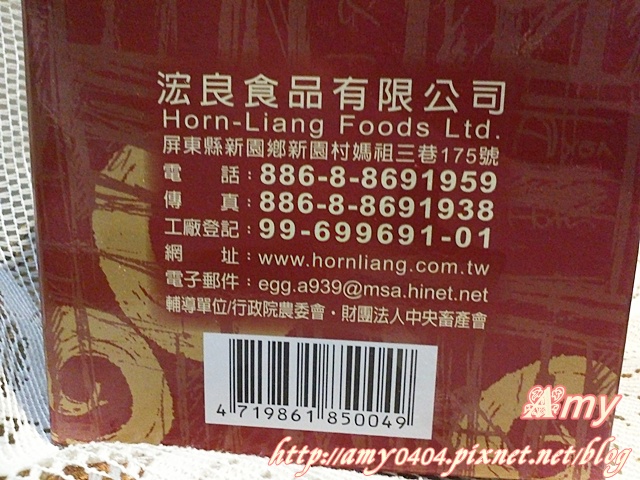 浤良食品有限公司
Horn-Liang Foods Ltd.
屏東縣新園鄉新園村媽祖三巷175號
電 話：886-8-8691959
傳 真：886-8-8691938
工廠登記：99-699691-01
網 址：www.hornliang.com.tw
電子郵件：egg.a939@msa.hinet.net
輔導單位/行政院農委會・財團法人中央畜產會
4 719861 850049
Amy
http://amy0404.pixnet.net/blog